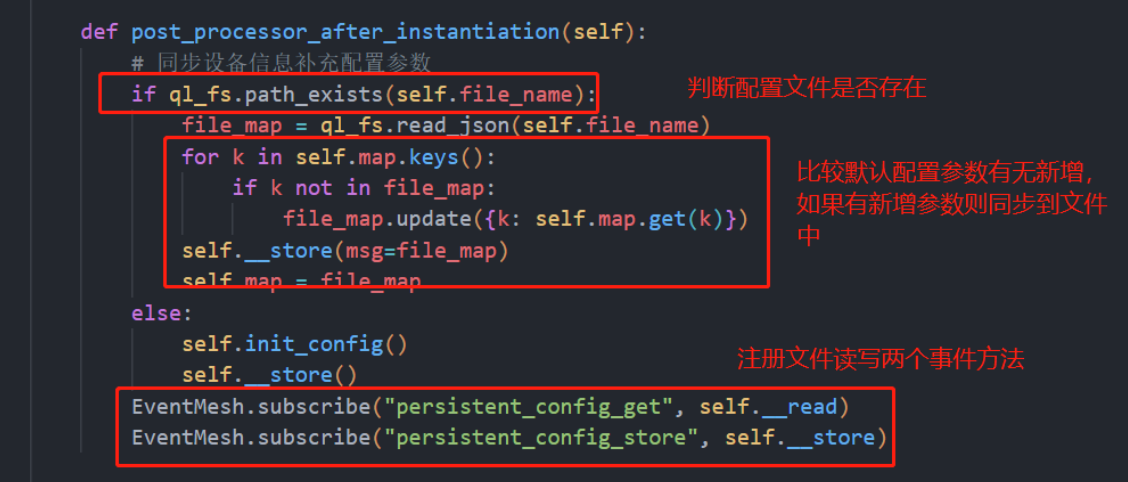 def post_processor_after_instantiation(self):
# 同步设备信息补充配置参数
if ql_fs.path_exists(self.file_name):
判断配置文件是否存在
file_map = ql_fs.read_json(self.file_name)
for k in self.map.keys():
if k not in file_map:
file_map.update({k: self.map.get(k)})
self.__store(msg=file_map)
self.map = file_map
比较默认配置参数有无新增，
如果有新增参数则同步到文件
中
else:
self.init_config()
self.__store()
注册文件读写两个事件方法
EventMesh.subscribe("persistent_config_get", self.__read)
EventMesh.subscribe("persistent_config_store", self.__store)